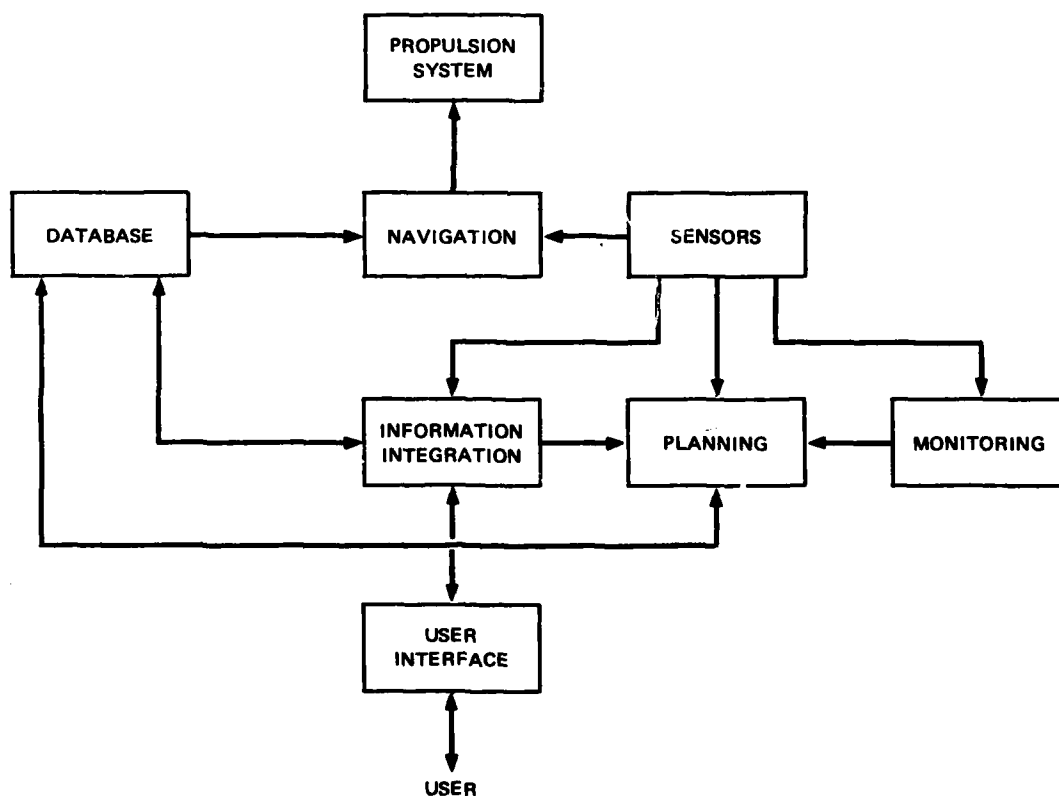 PROPULSION
SYSTEM
DATABASE
NAVIGATION
SENSORS
INFORMATION
INTEGRATION
PLANNING
MONITORING
USER
INTERFACE
USER